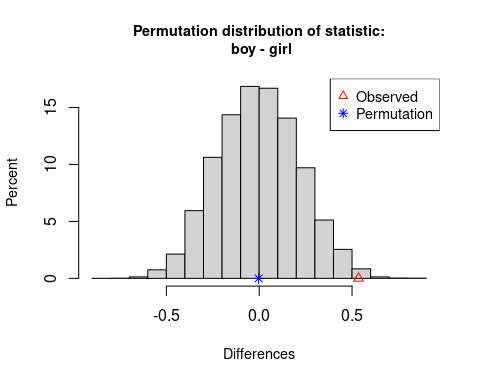 Permutation distribution of statistic:
boy - girl
Observed
Permutation
Percent
15
10
5
0
-0.5 0.0 0.5
Differences